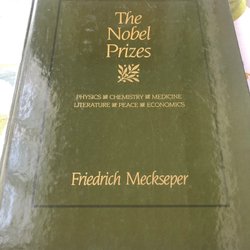 The
Nobel
Prizes
PHYSICS ■ CHEMISTRY ■ MEDICINE
LITERATURE ■ PEACE ■ ECONOMICS
Friedrich Meckseper